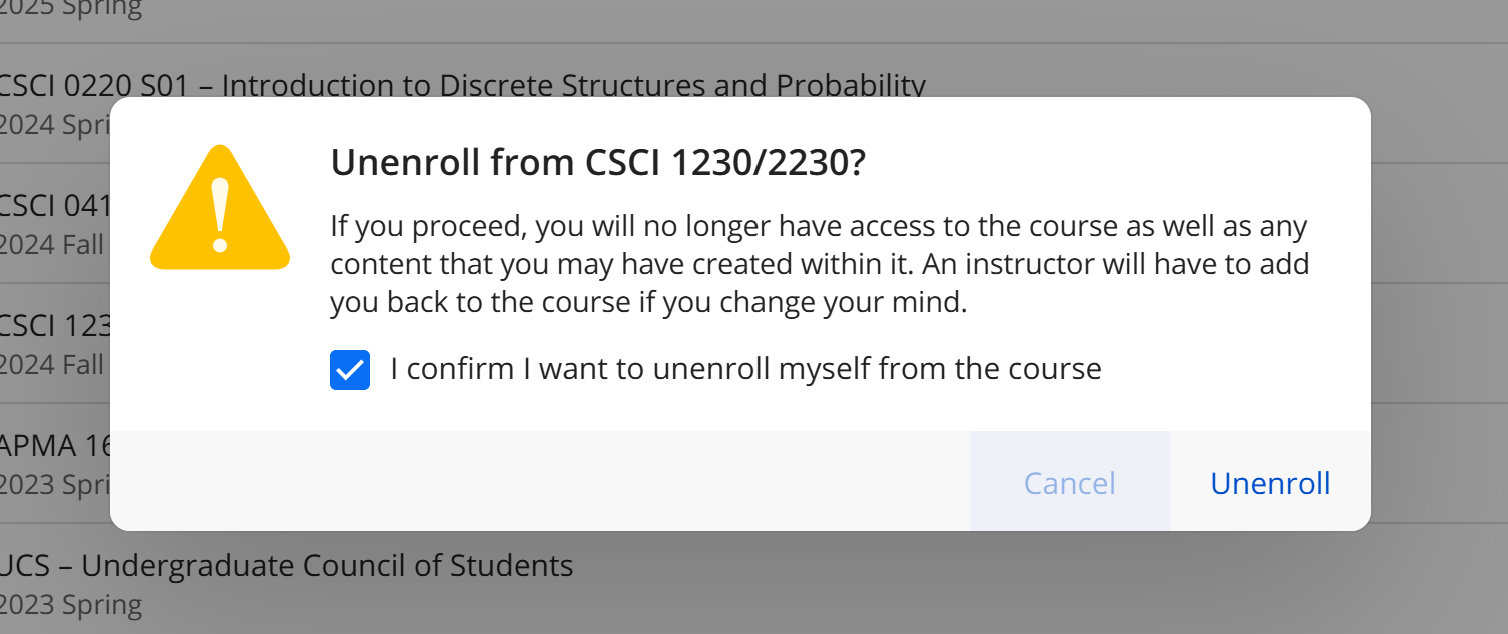 2025 Spring
CSCI 0220 S01 – Introduction to Discrete Structures and Probability
2024 Spri
Unenroll from CSCI 1230/2230?
CSCI 041
2024 Fall
If you proceed, you will no longer have access to the course as well as any
content that you may have created within it. An instructor will have to add
you back to the course if you change your mind.
CSCI 123
2024 Fall
I confirm I want to unenroll myself from the course
APMA 16
2023 Spri
Cancel
Unenroll
UCS – Undergraduate Council of Students
2023 Spring